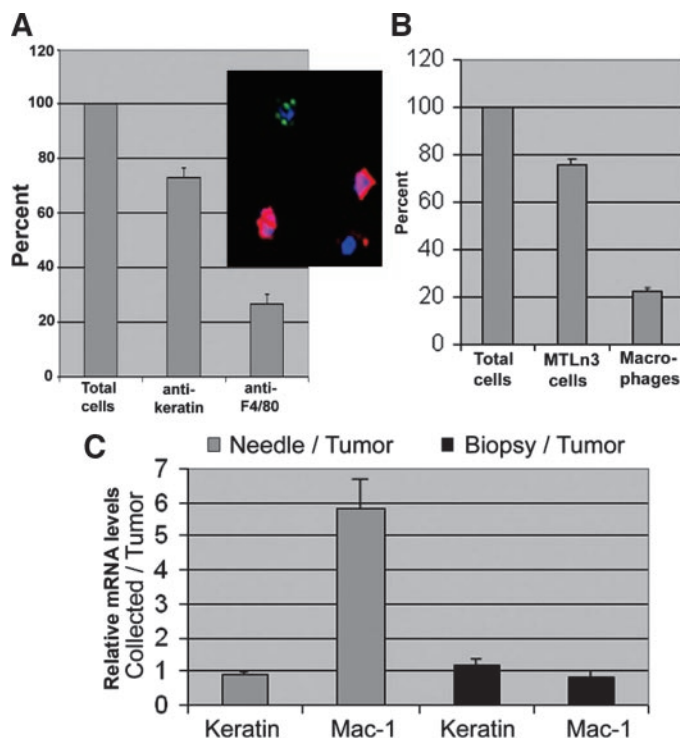 A
120
100
80
60
40
20
0
Percent
Total
cells
anti-
keratin
anti-
F4/80
B
120
100
80
60
40
20
0
Percent
Total
cells
MTLn3
cells
Macro-
phages
C
Needle / Tumor
Biopsy / Tumor
7
6
5
4
3
2
1
0
Relative mRNA levels
Collected / Tumor
Keratin
Mac-1
Keratin
Mac-1